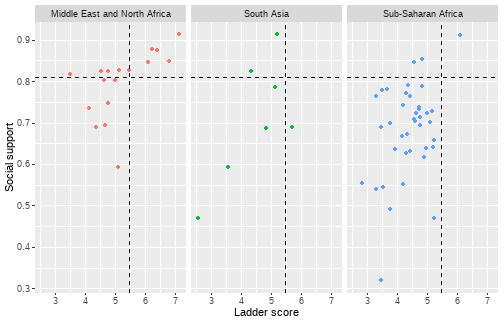 Middle East and North Africa South Asia Sub-Saharan Africa
0.9
0.8
0.7
0.6
0.5
0.4
0.3
Social support
3 4 5 6 7 3 4 5 6 7 3 4 5 6 7
Ladder score